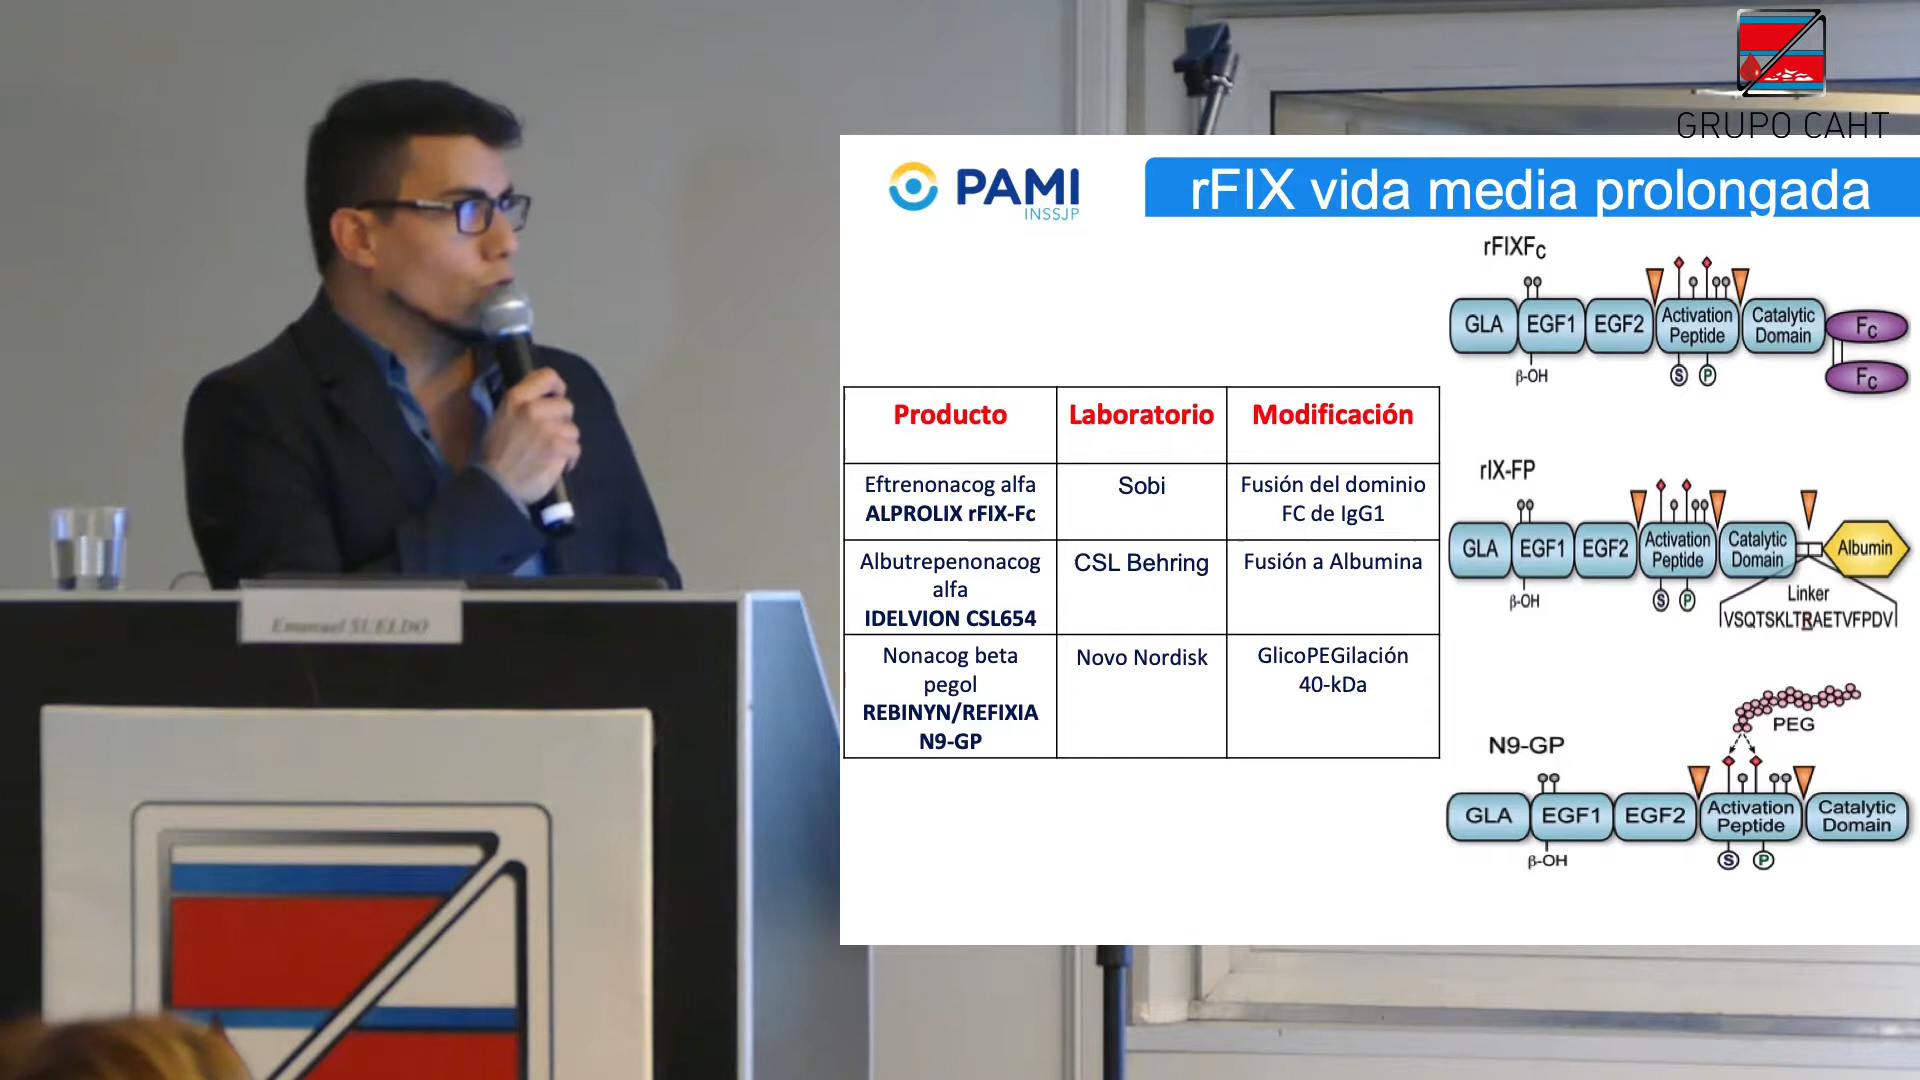 GRUPO CAHT
PAMI
INSSJP
rFIX vida media prolongada
Producto Laboratorio Modificación
Eftrenonacog alfa
ALPROLIX rFIX-Fc
Sobi
Fusión del dominio
FC de IgG1
Albutrepenonacog
alfa
IDELVION CSL654
CSL Behring
Fusión a Albumina
Nonacog beta
pegol
REBINYN/REFIXIA
N9-GP
Novo Nordisk
GlicoPEGilación
40-kDa
rFIXFc
GLA EGF1 EGF2 Activation
Peptide
Catalytic
Domain
Fc
Fc
β-OH S P
rIX-FP
GLA EGF1 EGF2 Activation
Peptide
Catalytic
Domain
Albumin
β-OH S P
Linker
VSQTSKLTRAETVFPDV
PEG
N9-GP
GLA EGF1 EGF2 Activation
Peptide
Catalytic
Domain
β-OH S P
Emanuel SUELDO